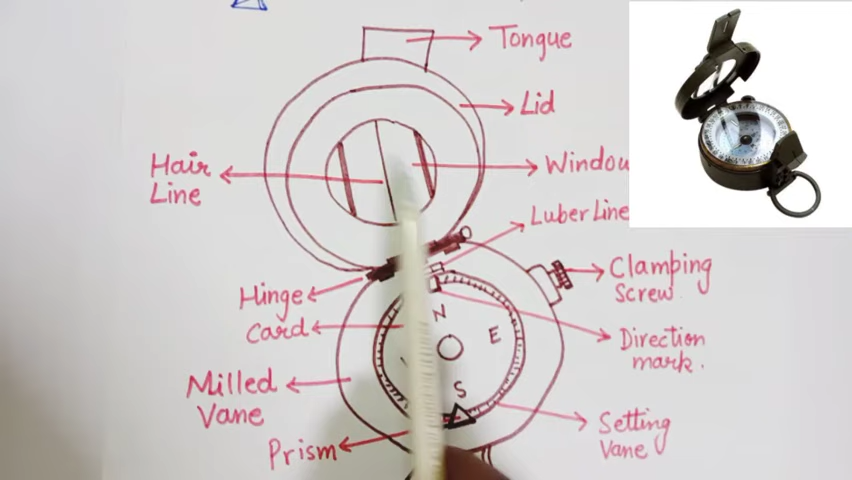 Tongue
Lid
Hair
Line
Window
Luber Line
Clamping
Screw
Hinge
Card
N
E
Direction
mark.
Milled
Vane
S
Setting
Vane
Prism